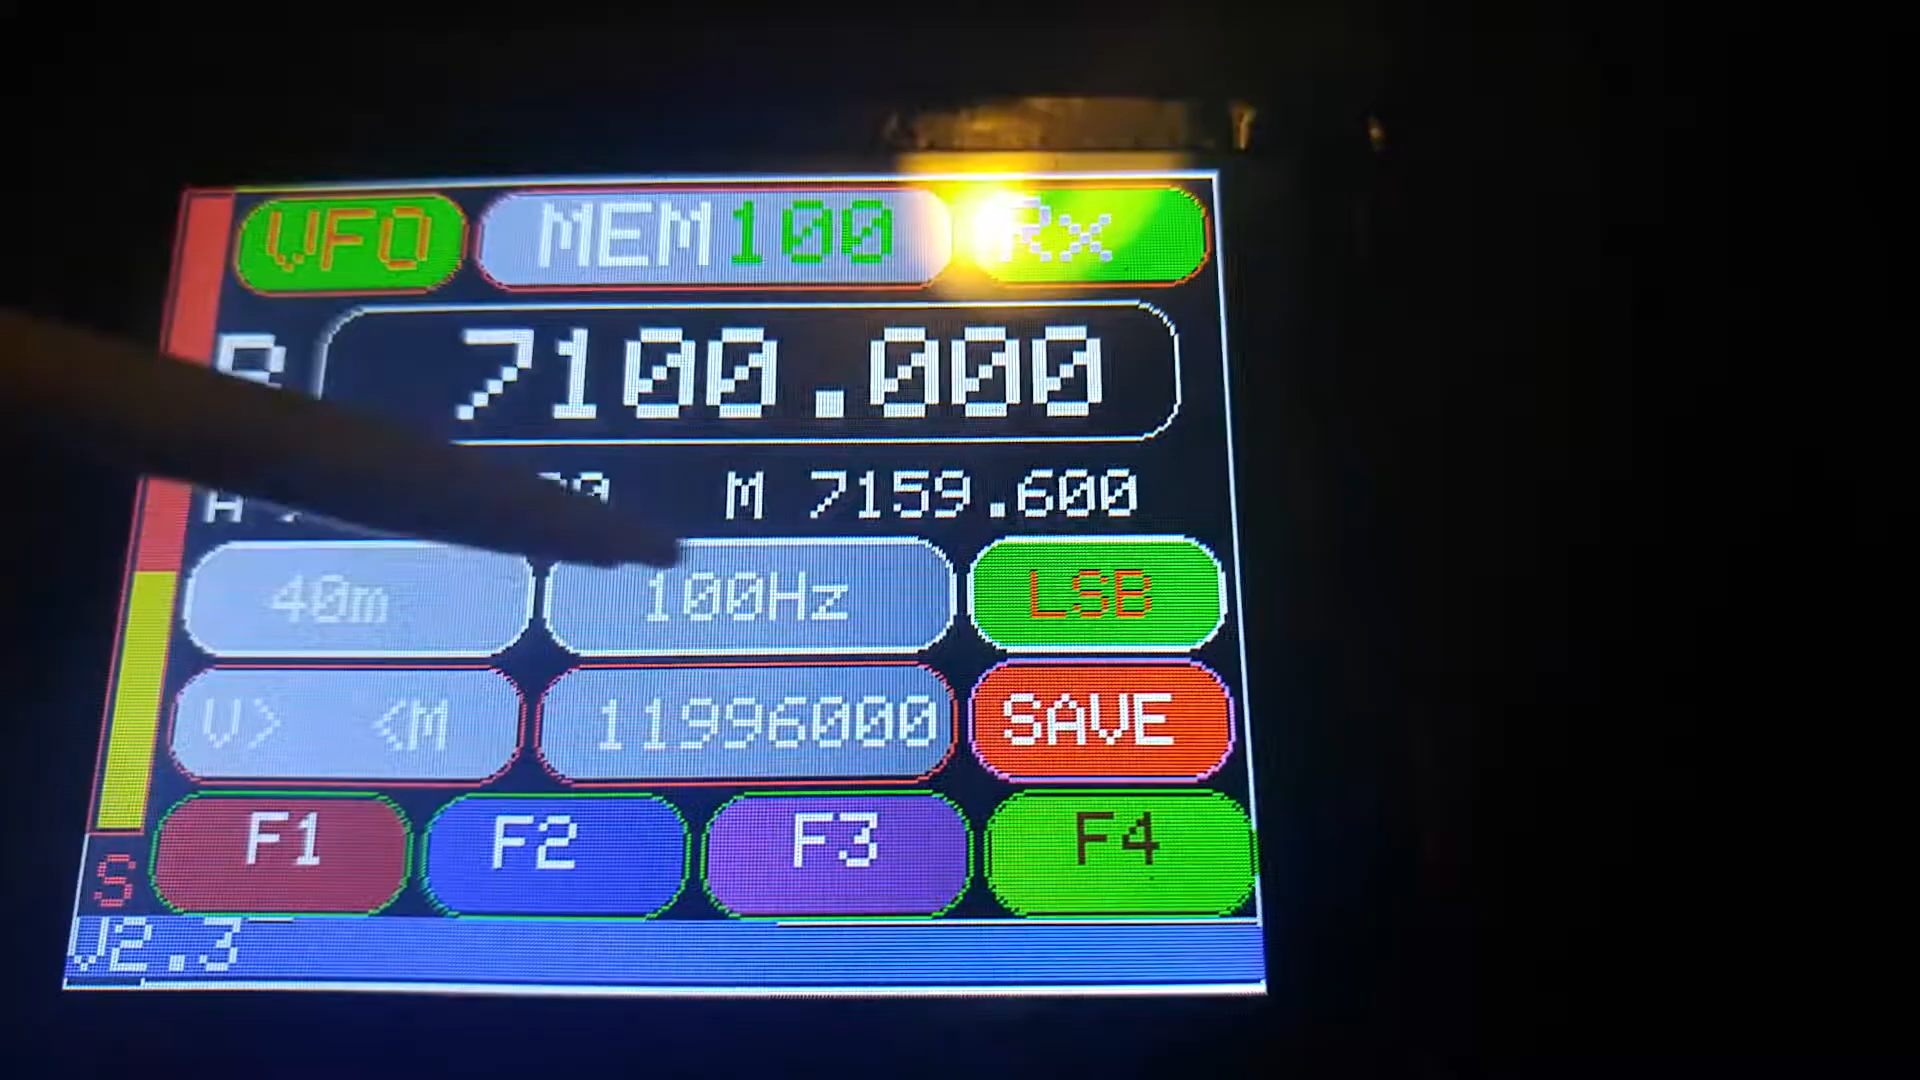 VFO MEM100 Rx
7100.000
M 7159.600
40m 100Hz LSB
V> <M 11996000 SAVE
F1 F2 F3 F4
S
V2.3